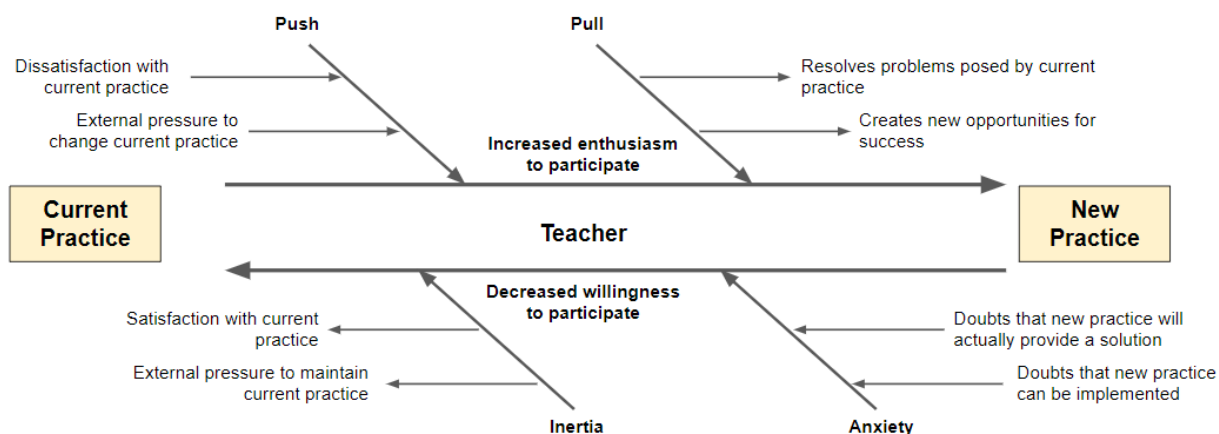 Push
Pull
Dissatisfaction with
current practice
Resolves problems posed by current
practice
External pressure to
change current practice
Creates new opportunities for
success
Increased enthusiasm
to participate
Current
Practice
Teacher
New
Practice
Decreased willingness
to participate
Satisfaction with current
practice
Doubts that new practice will
actually provide a solution
External pressure to maintain
current practice
Doubts that new practice
can be implemented
Inertia
Anxiety